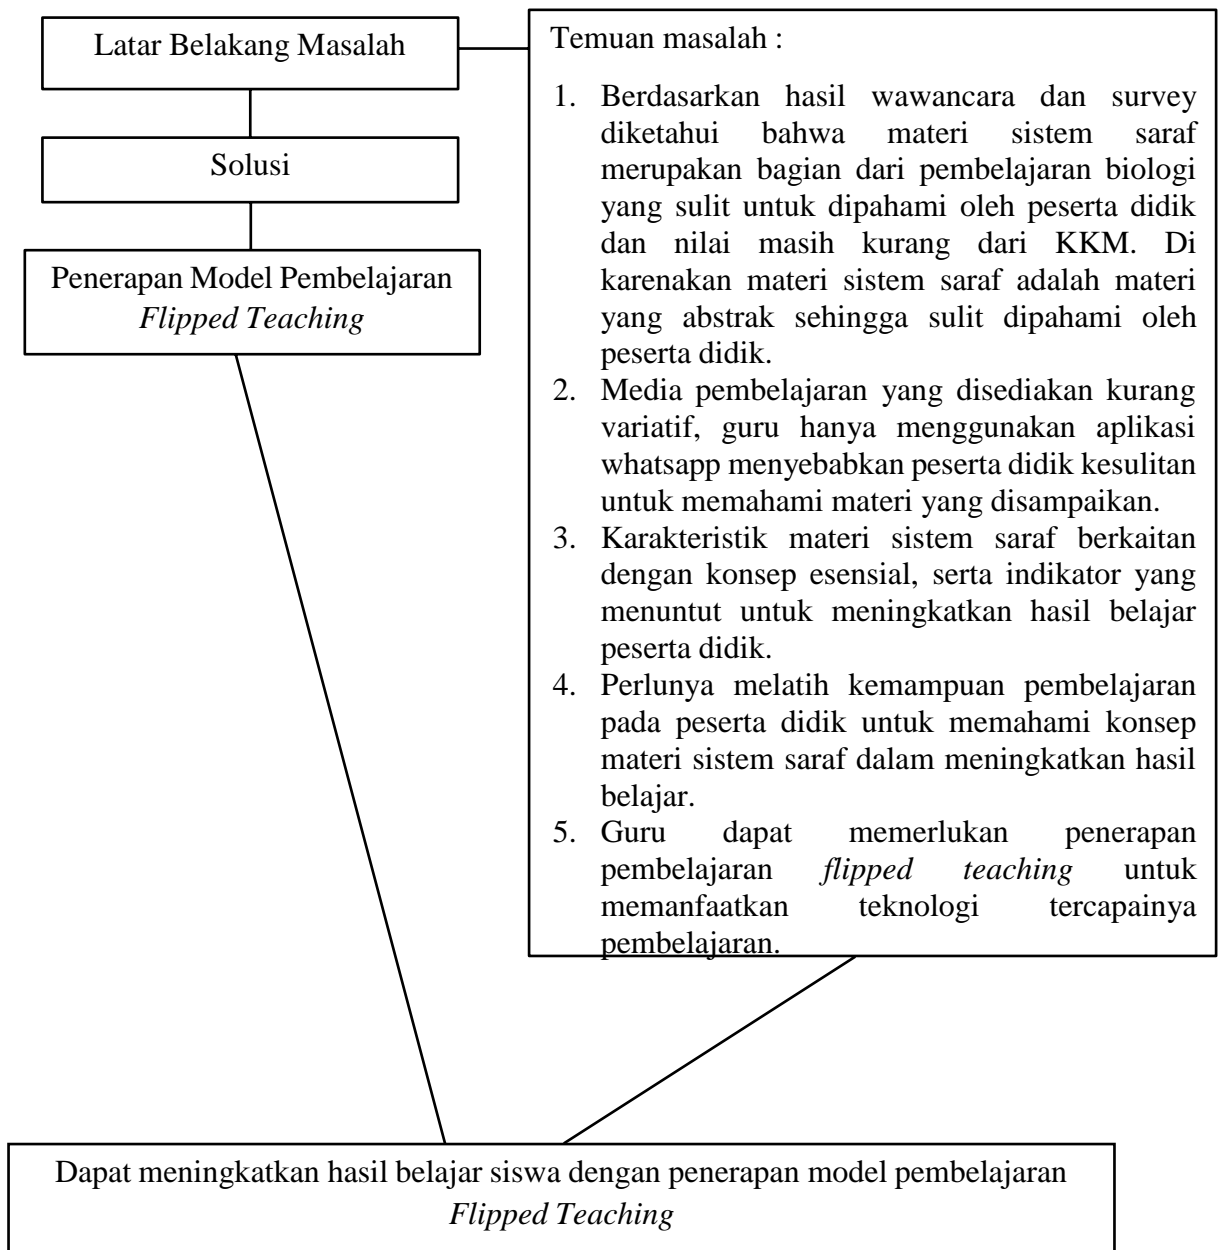 Latar Belakang Masalah
Solusi
Penerapan Model Pembelajaran
Flipped Teaching
Temuan masalah :
1. Berdasarkan hasil wawancara dan survey
diketahui bahwa materi sistem saraf
merupakan bagian dari pembelajaran biologi
yang sulit untuk dipahami oleh peserta didik
dan nilai masih kurang dari KKM. Di
karenakan materi sistem saraf adalah materi
yang abstrak sehingga sulit dipahami oleh
peserta didik.
2. Media pembelajaran yang disediakan kurang
variatif, guru hanya menggunakan aplikasi
whatsapp menyebabkan peserta didik kesulitan
untuk memahami materi yang disampaikan.
3. Karakteristik materi sistem saraf berkaitan
dengan konsep esensial, serta indikator yang
menuntut untuk meningkatkan hasil belajar
peserta didik.
4. Perlunya melatih kemampuan pembelajaran
pada peserta didik untuk memahami konsep
materi sistem saraf dalam meningkatkan hasil
belajar.
5. Guru dapat memerlukan penerapan
pembelajaran flipped teaching untuk
memanfaatkan teknologi tercapainya
pembelajaran.
Dapat meningkatkan hasil belajar siswa dengan penerapan model pembelajaran
Flipped Teaching